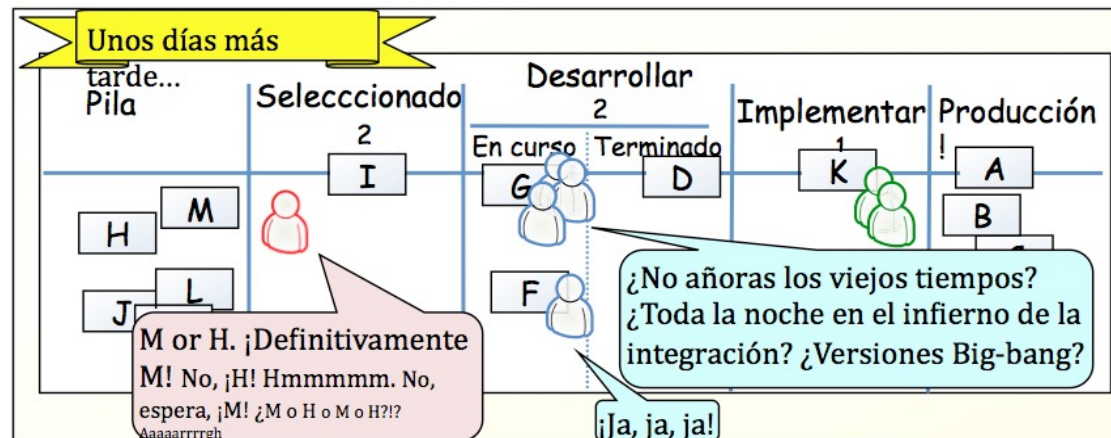 Unos días más
tarde...
Pila
Selecccionado
2
Desarrollar
2
En curso
Terminado
Implementar
1
Producción
!
I
G
D
K
A
M
H
B
L
J
F
M or H. ¡Definitivamente
M! No, ¡H! Hmmmmm. No,
espera, ¡M! ¿M o H o M o H?!?
Aaaaarrrrgh
¿No añoras los viejos tiempos?
¿Toda la noche en el infierno de la
integración? ¿Versiones Big-bang?
¡Ja, ja, ja!